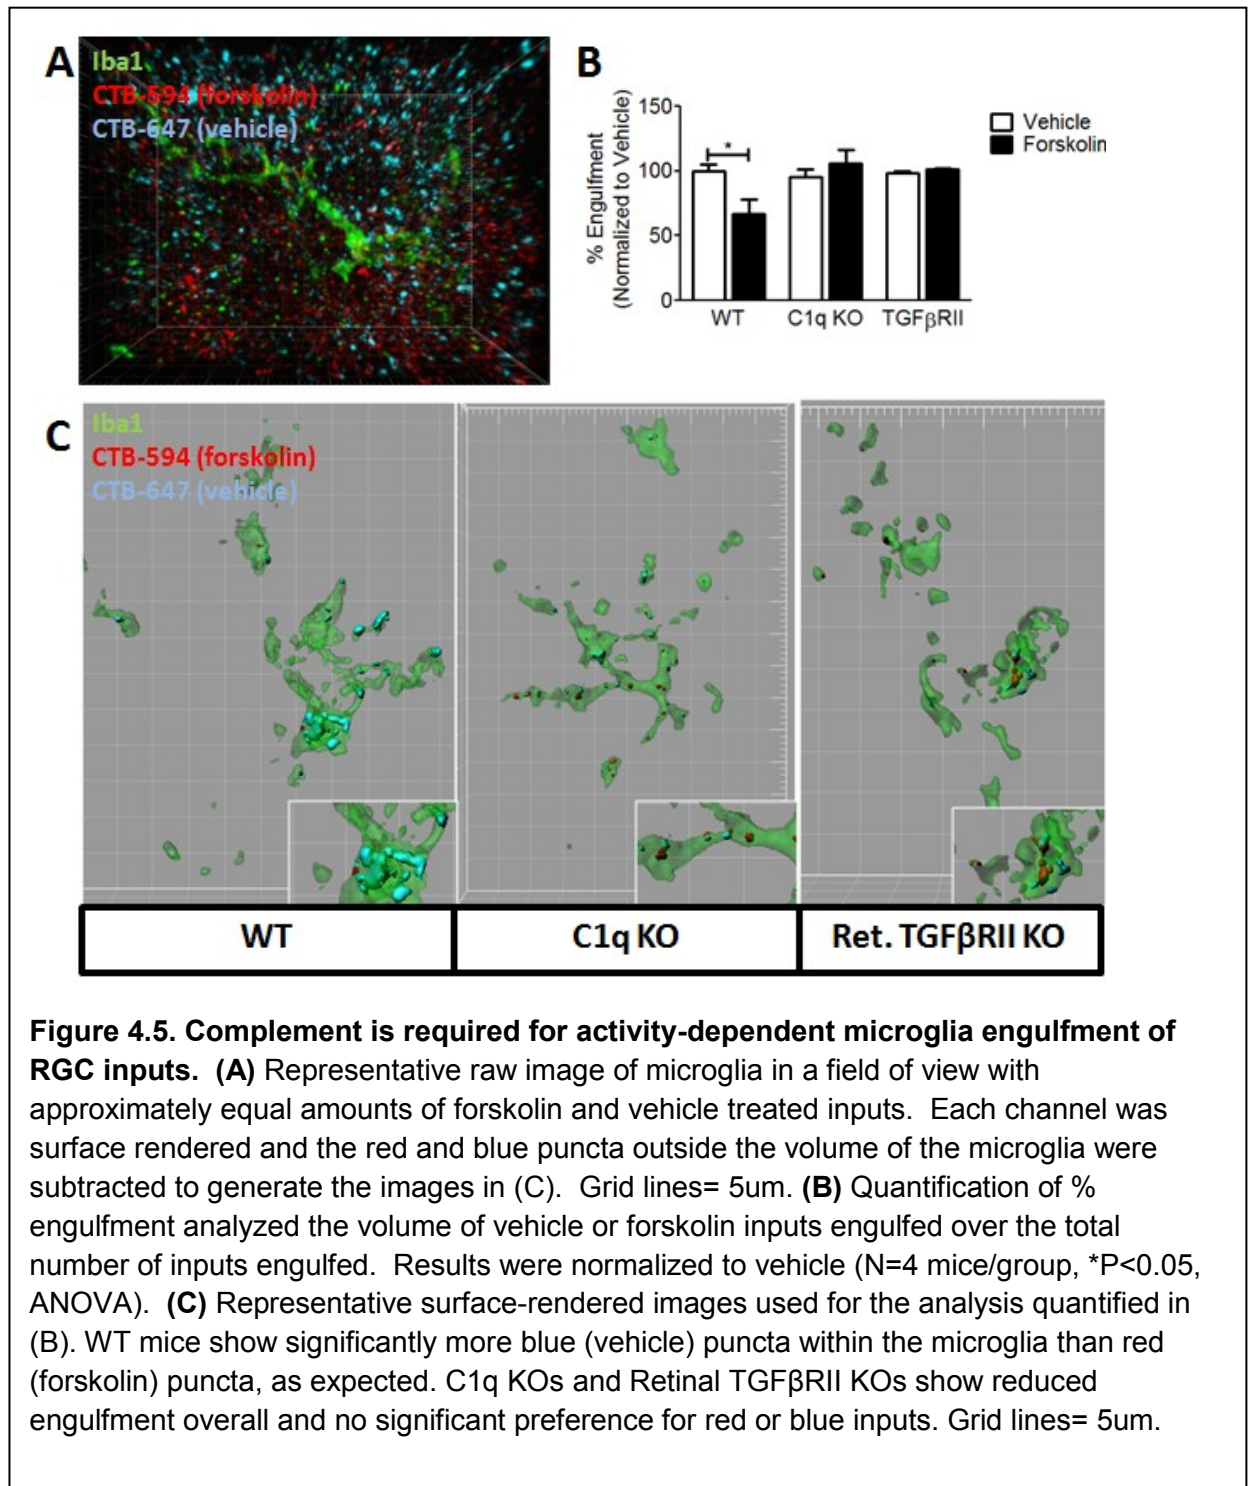 A
Iba1
CTB-594 (forskolin)
CTB-647 (vehicle)
B
% Engulfment
(Normalized to Vehicle)
150
100
50
0
*
WT
C1q KO
TGFβRII
Vehicle
Forskolin
C
Iba1
CTB-594 (forskolin)
CTB-647 (vehicle)
WT
C1q KO
Ret. TGFβRII KO
Figure 4.5. Complement is required for activity-dependent microglia engulfment of
RGC inputs. (A) Representative raw image of microglia in a field of view with
approximately equal amounts of forskolin and vehicle treated inputs. Each channel was
surface rendered and the red and blue puncta outside the volume of the microglia were
subtracted to generate the images in (C). Grid lines= 5um. (B) Quantification of %
engulfment analyzed the volume of vehicle or forskolin inputs engulfed over the total
number of inputs engulfed. Results were normalized to vehicle (N=4 mice/group, *P<0.05,
ANOVA). (C) Representative surface-rendered images used for the analysis quantified in
(B). WT mice show significantly more blue (vehicle) puncta within the microglia than red
(forskolin) puncta, as expected. C1q KOs and Retinal TGFβRII KOs show reduced
engulfment overall and no significant preference for red or blue inputs. Grid lines= 5um.